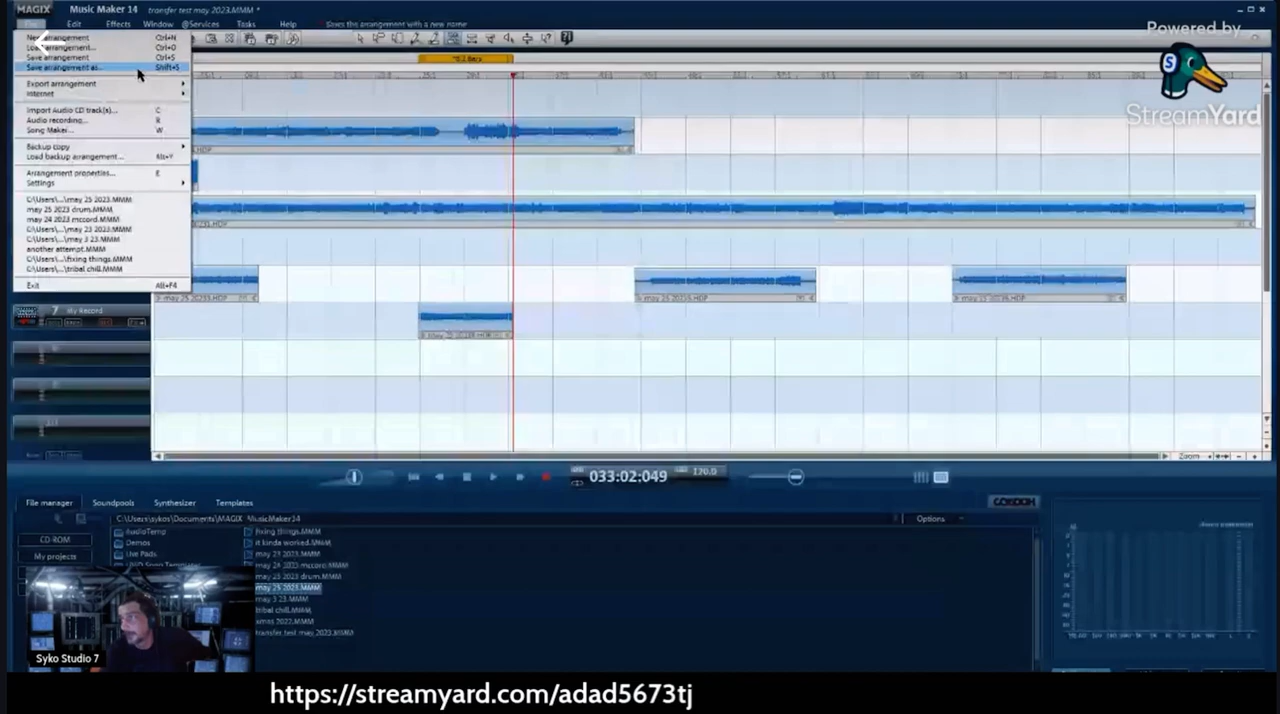 MAGIX Music Maker 14 transfer test may 2023.MMM *
File Edit Effects Window @Services Tasks Help Saves the arrangement with a new name
Powered by
StreamYard
New arrangement Ctrl+N
Load arrangement... Ctrl+O
Save arrangement Ctrl+S
Save arrangement as... Shift+S
Export arrangement
Internet
Import Audio CD track(s)... C
Audio recording... R
Song Maker... W
Backup copy
Load backup arrangement... Alt+Y
Arrangement properties... E
Settings
C:\Users\...\may 25 2023.MMM
may 25 2023 drum.MMM
may 24 2023 mccord.MMM
C:\Users\...\may 23 2023.MMM
C:\Users\...\may 3 23.MMM
another attempt.MMM
C:\Users\...\fixing things.MMM
C:\Users\...\tribal chill.MMM
Exit Alt+F4
7 My Record
Zoom
033:02:049
120.0
File manager Soundpools Synthesizer Templates
C:\Users\sykos\Documents\MAGIX MusicMaker14
Options
CD-ROM
My projects
AudioTemp
Demos
Live Pads
fixing things.MMM
it kinda worked.MMM
may 23 2023.MMM
may 24 2023 mccord.MMM
may 25 2023 drum.MMM
may 25 2023.MMM
may 3 23.MMM
tribal chill.MMM
xmas 2022.MMM
transfer test may 2023.MMM
Syko Studio 7
https://streamyard.com/adad5673tj